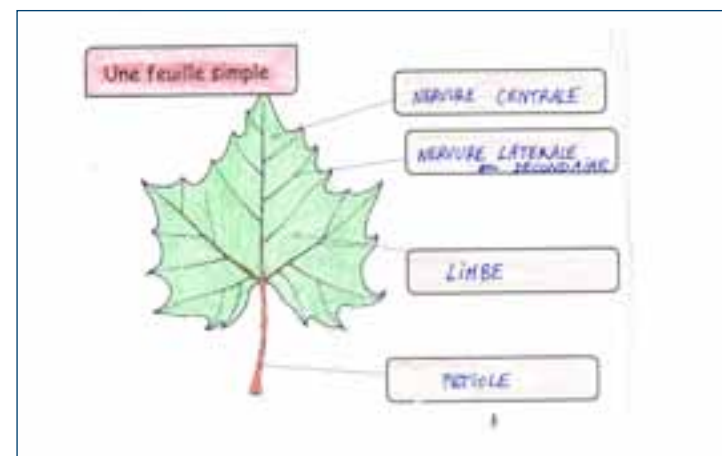 Une feuille simple
NERVURE CENTRALE
NERVURE LATERALE
ou SECONDAIRE
LIMBE
PETIOLE